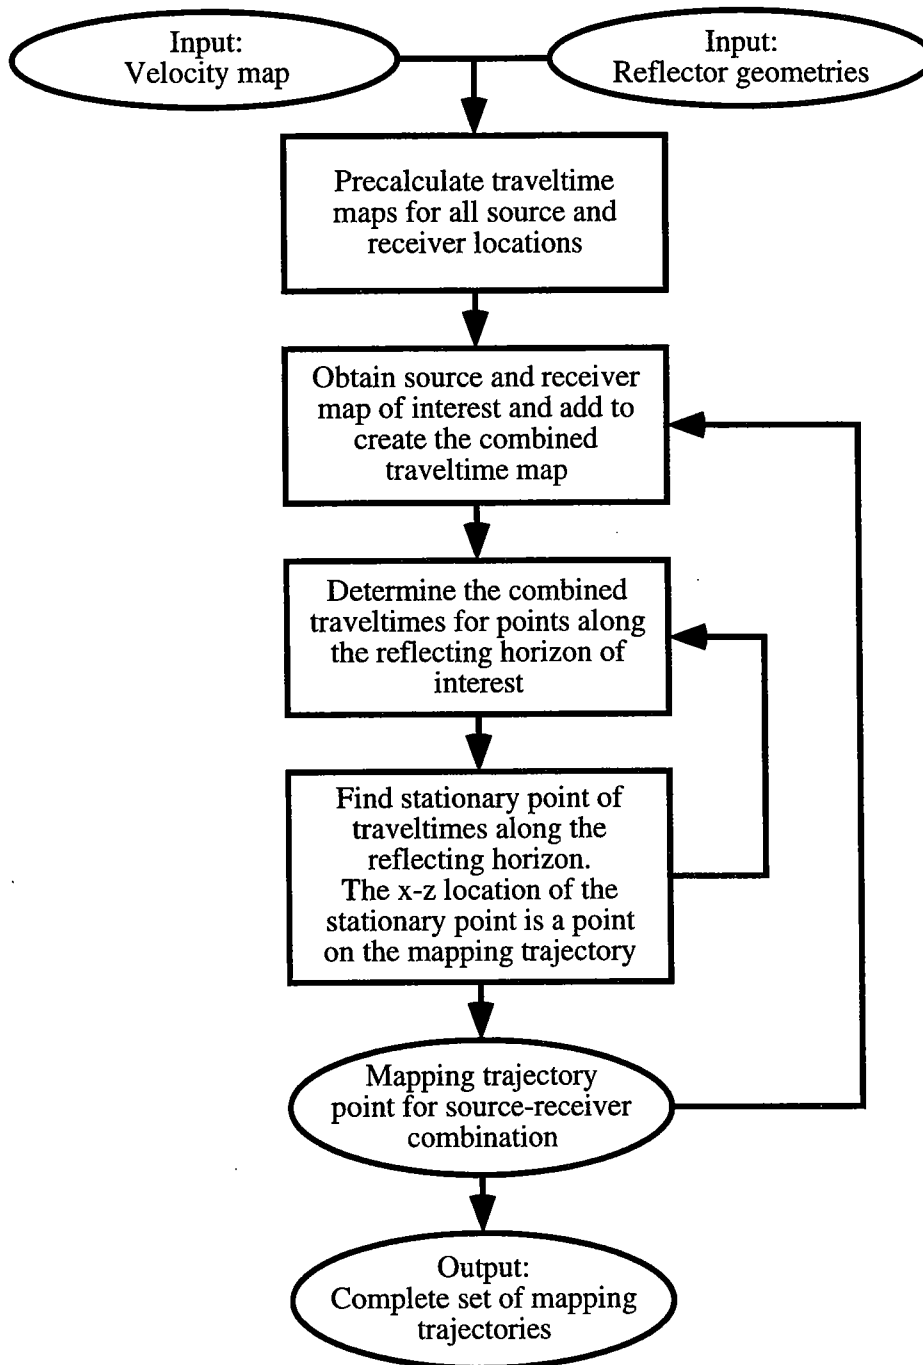 Input:
Velocity map
Input:
Reflector geometries
Precalculate traveltime
maps for all source and
receiver locations
Obtain source and receiver
map of interest and add to
create the combined
traveltime map
Determine the combined
traveltimes for points along
the reflecting horizon of
interest
Find stationary point of
traveltimes along the
reflecting horizon.
The x-z location of the
stationary point is a point
on the mapping trajectory
Mapping trajectory
point for source-receiver
combination
Output:
Complete set of mapping
trajectories